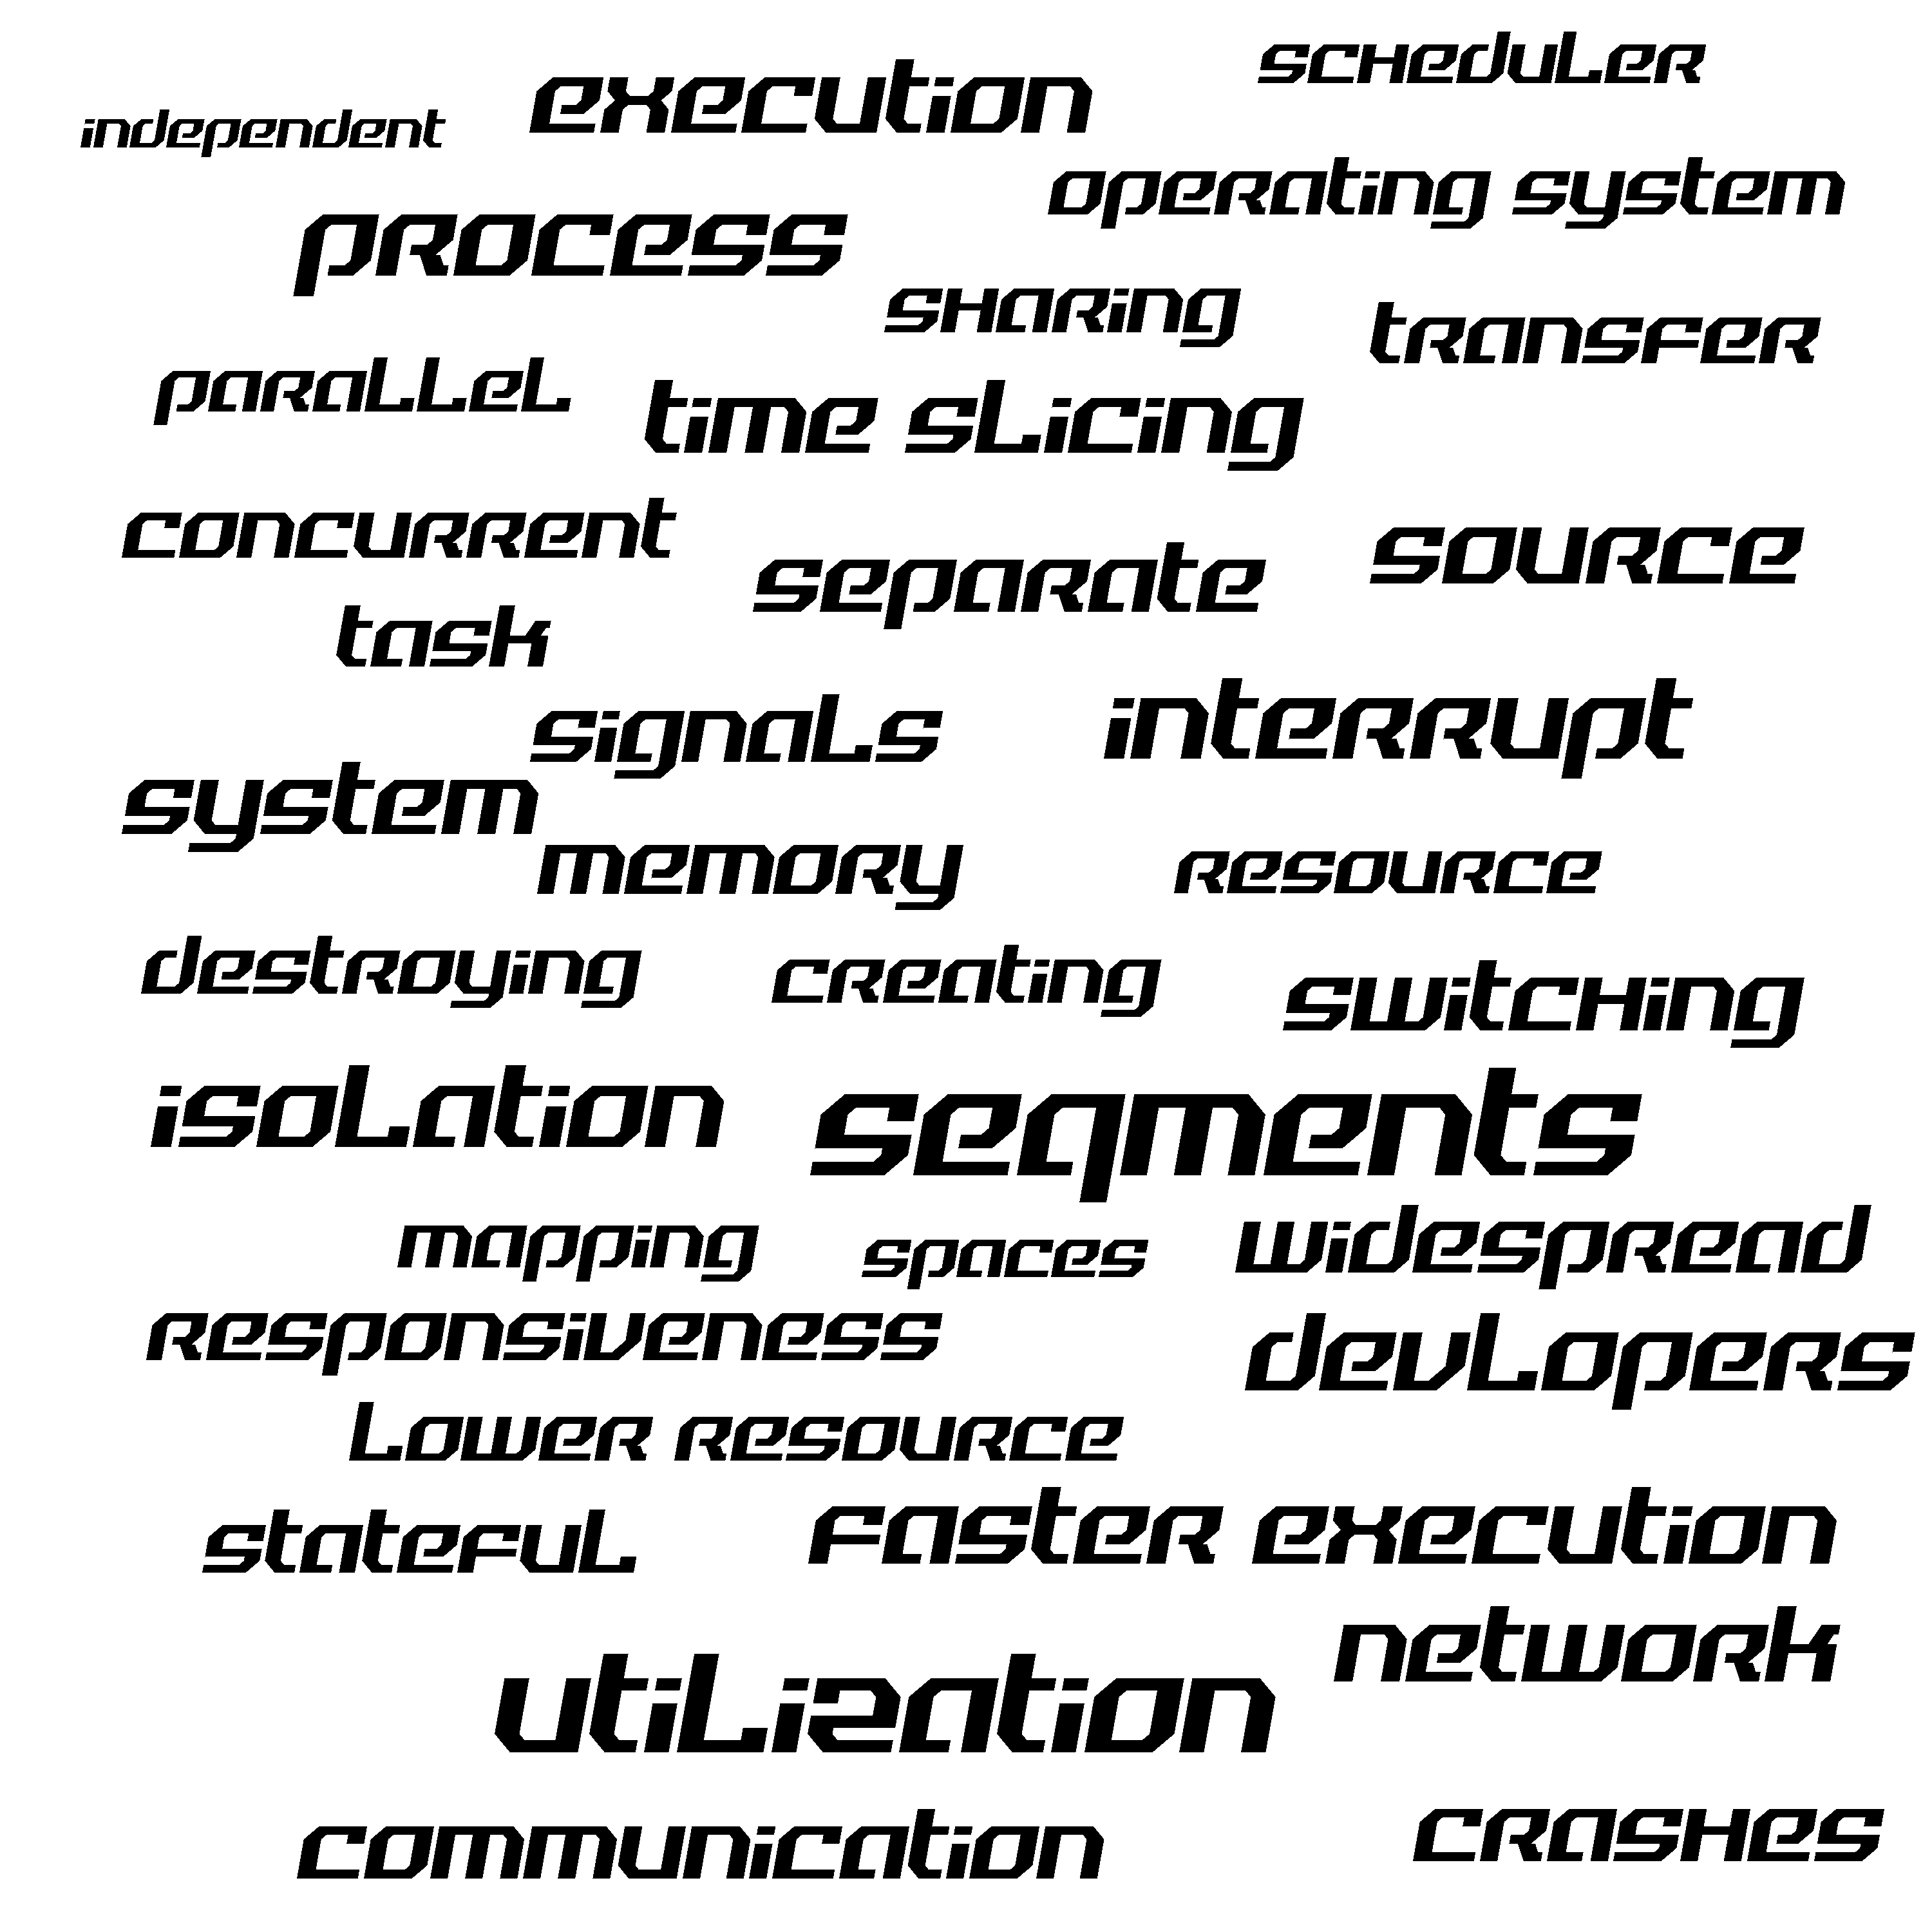 scheduler
execution
independent
operating system
process
sharing
transfer
parallel
time slicing
concurrent
source
separate
task
interrupt
signals
system
memory
resource
destroying
creating
switching
isolation
seqments
widespread
mapping
spaces
responsiveness
devlopers
Lower resource
faster execution
stateful
network
utilization
crashes
communication